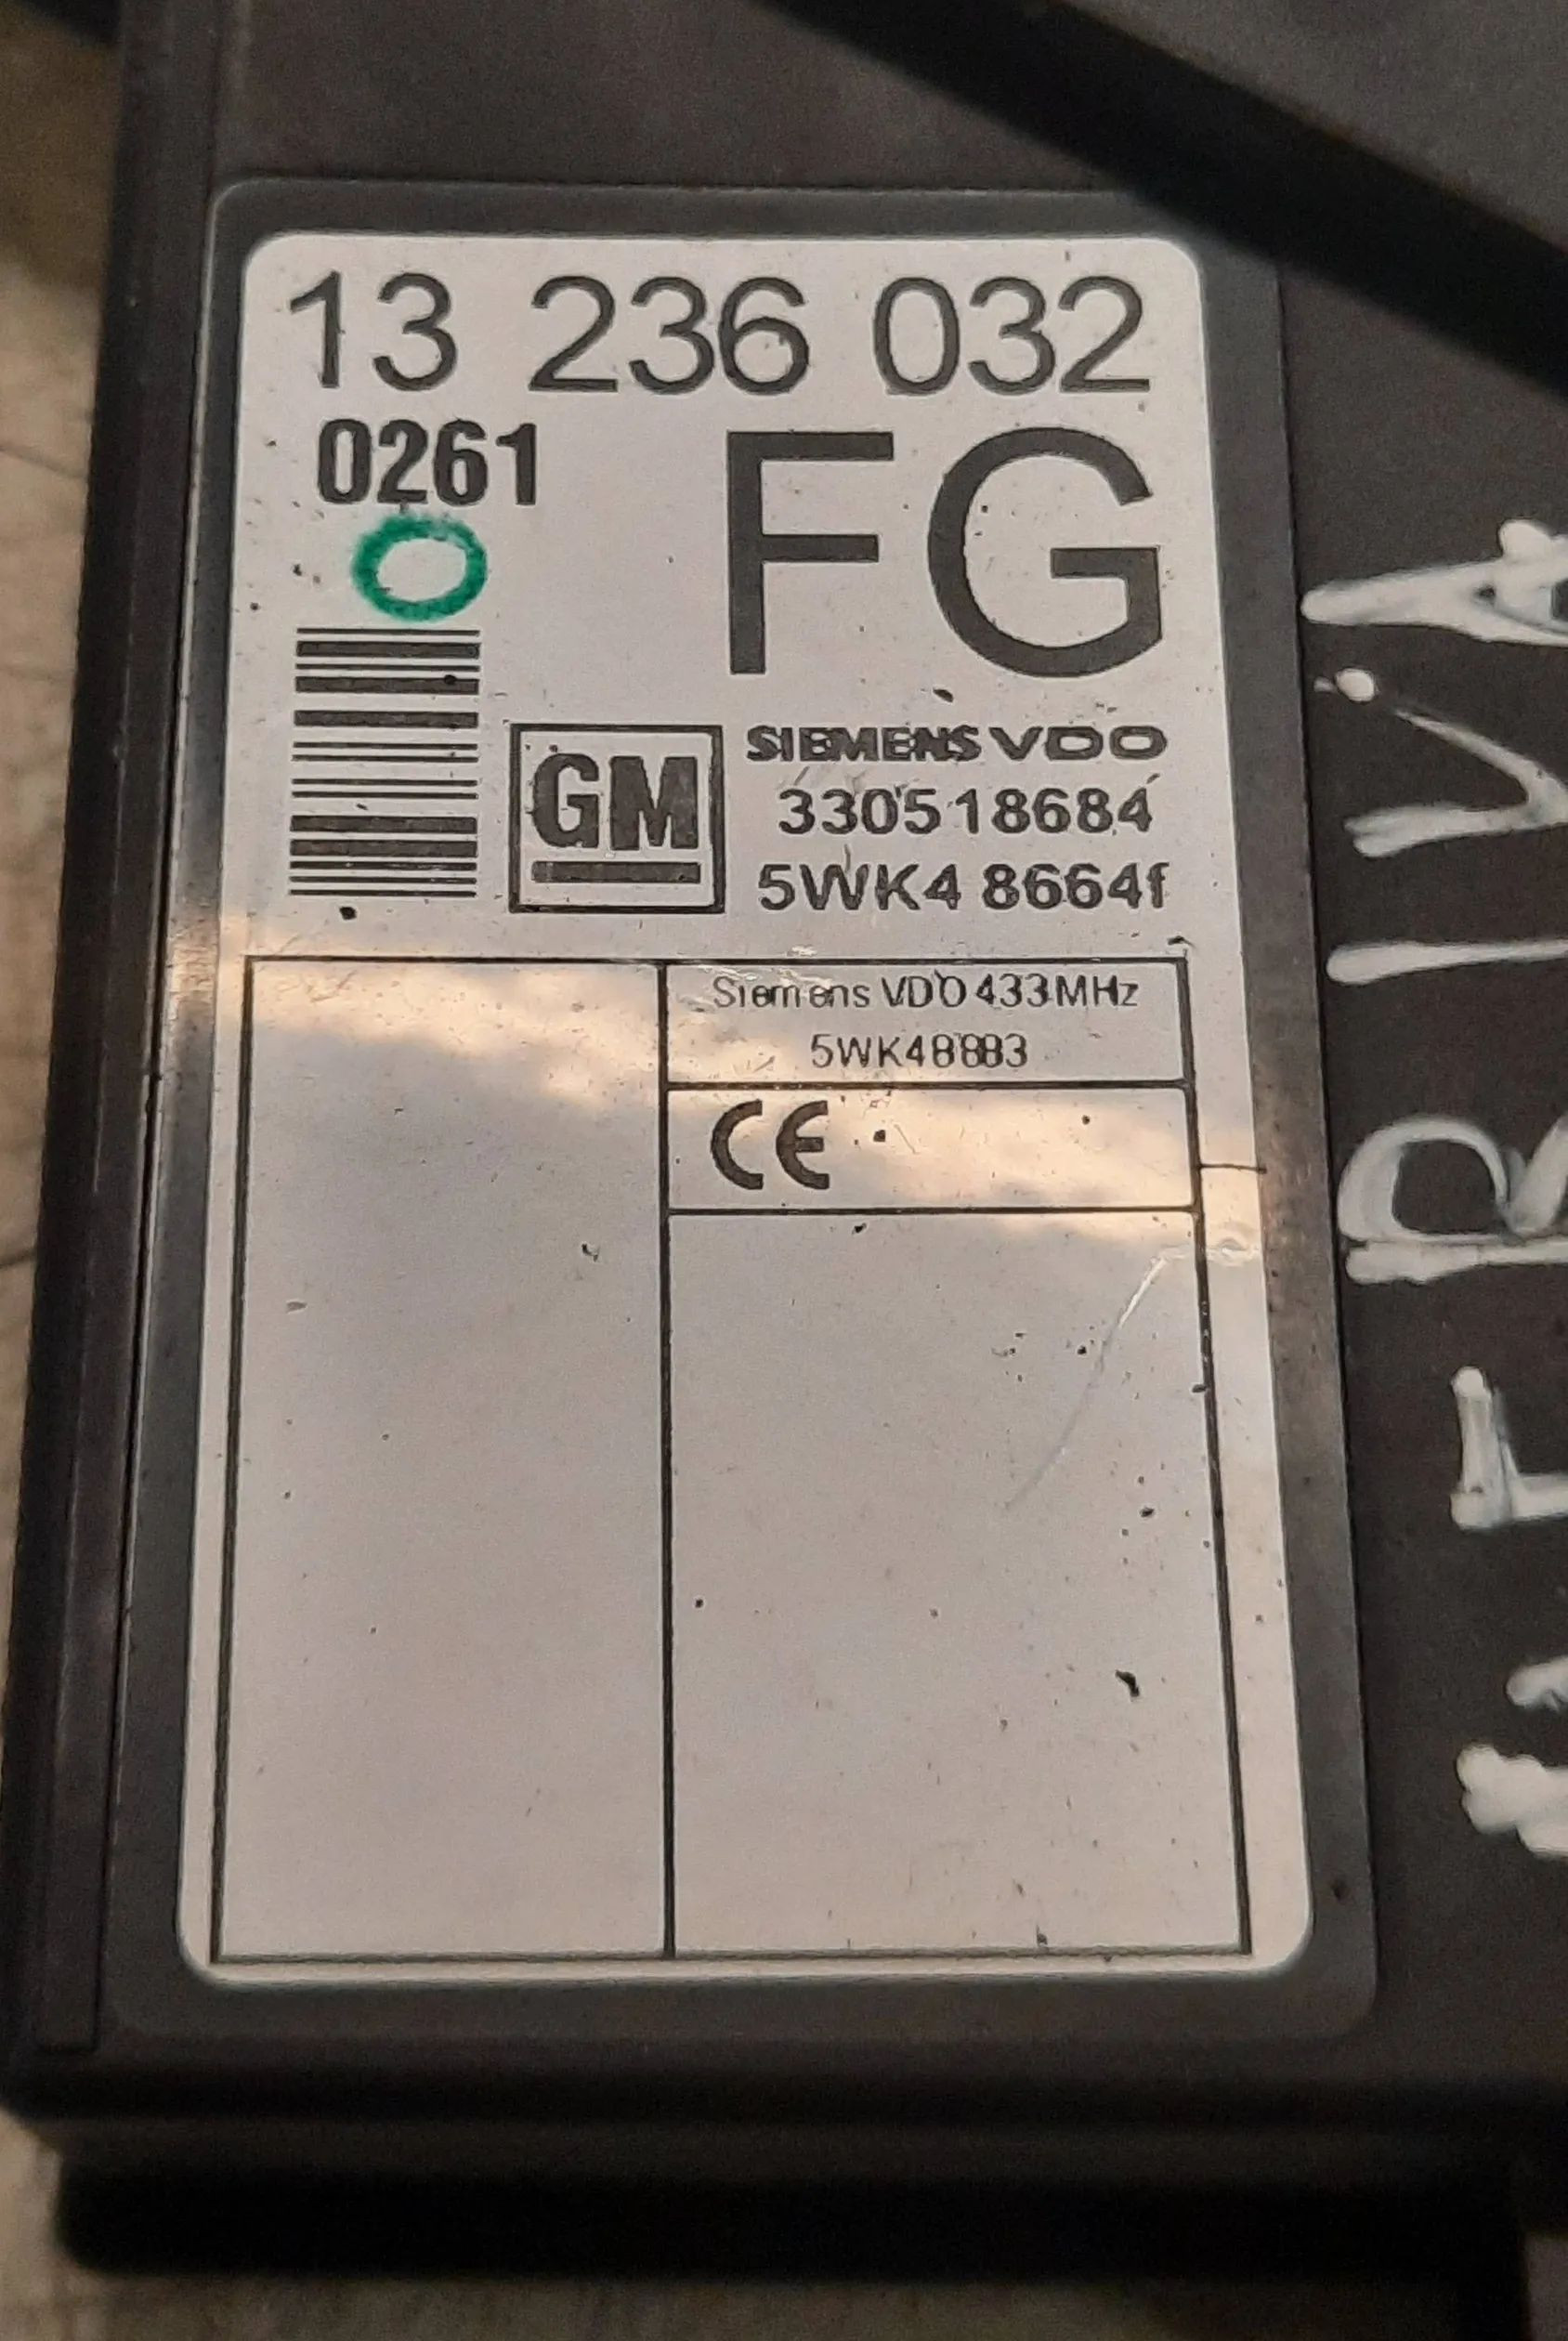 13 236 032
0261
FG
GM
SIEMENS VDO
330518684
5WK4 8664f
Siemens VDO 433MHz
5WK48883
CE